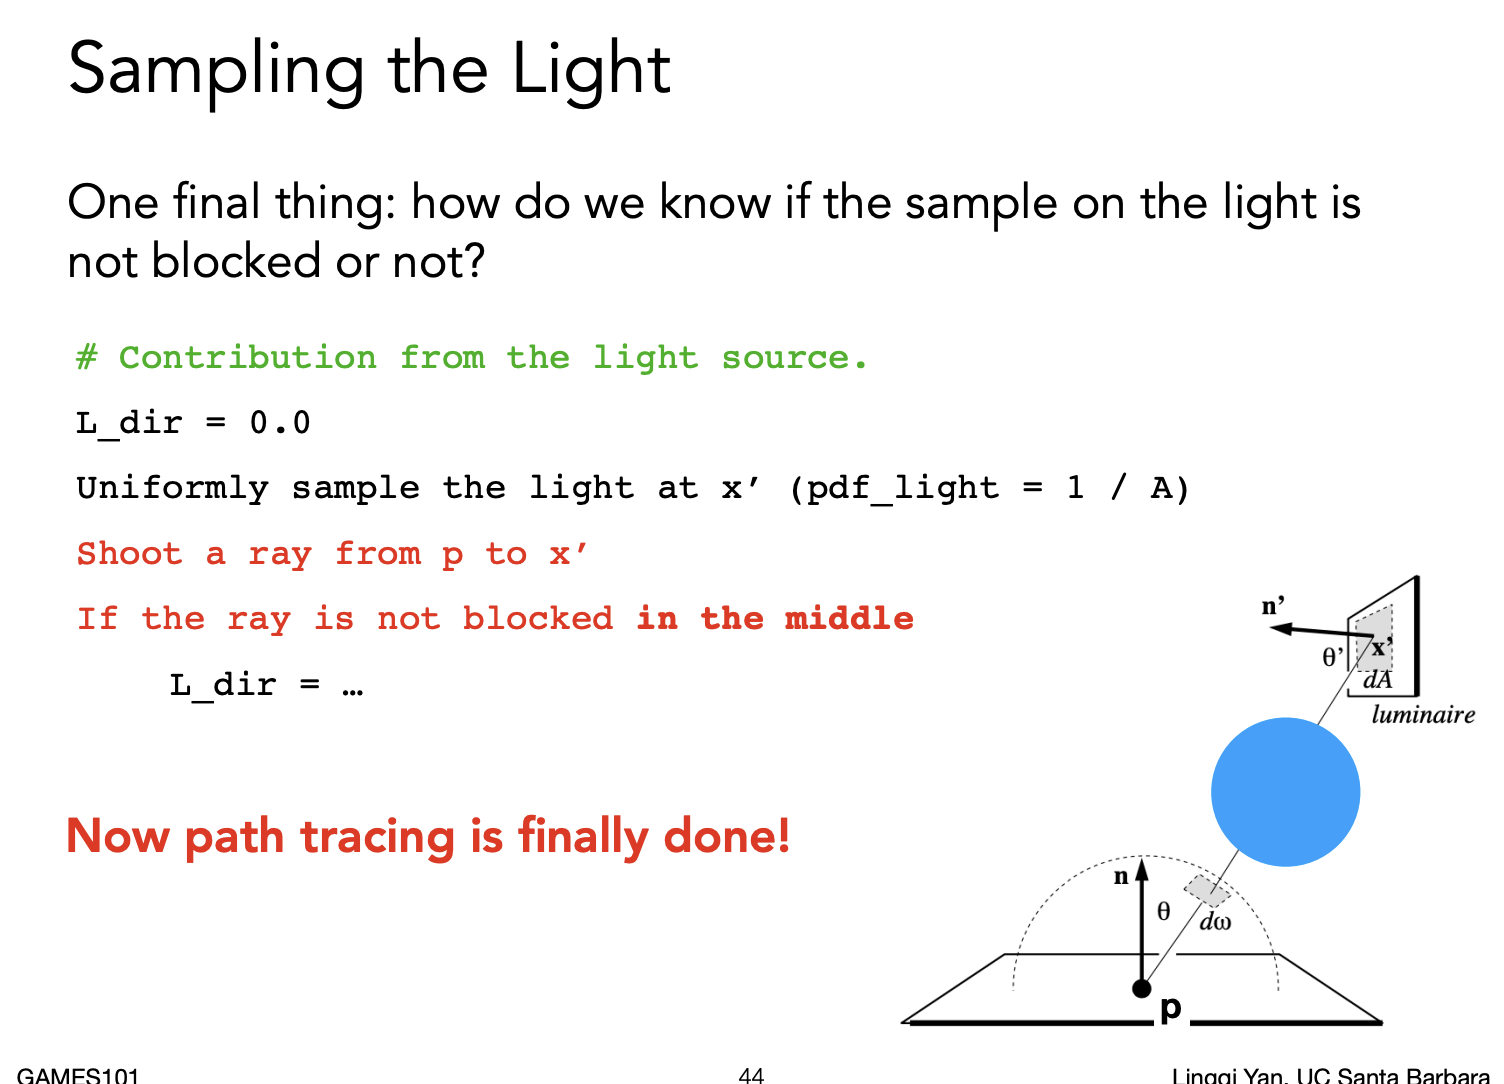 Sampling the Light
One final thing: how do we know if the sample on the light is
not blocked or not?
# Contribution from the light source.
L_dir = 0.0
Uniformly sample the light at x’ (pdf_light = 1 / A)
Shoot a ray from p to x’
If the ray is not blocked in the middle
L_dir = …
n’
θ’
x’
dA
luminaire
Now path tracing is finally done!
n
θ
dω
p
GAMES101
44
Lingqi Yan, UC Santa Barbara